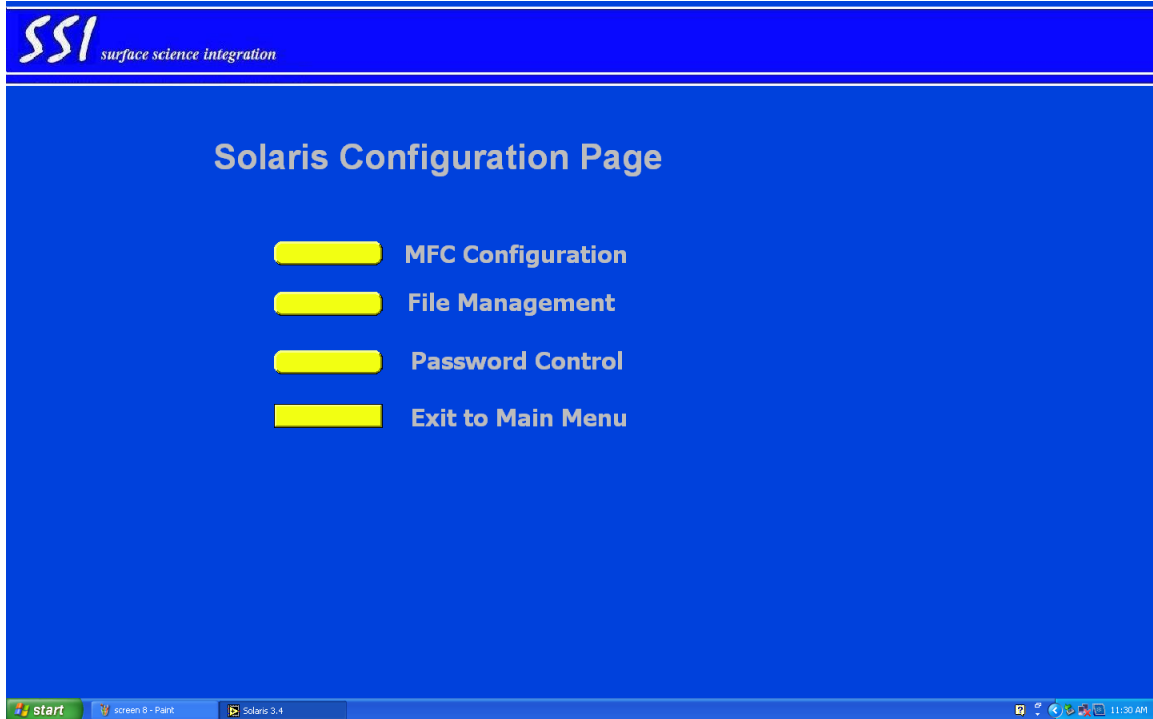 SSI surface science integration
Solaris Configuration Page
MFC Configuration
File Management
Password Control
Exit to Main Menu
start screen 8 - Paint Solaris 3.4 11:30 AM